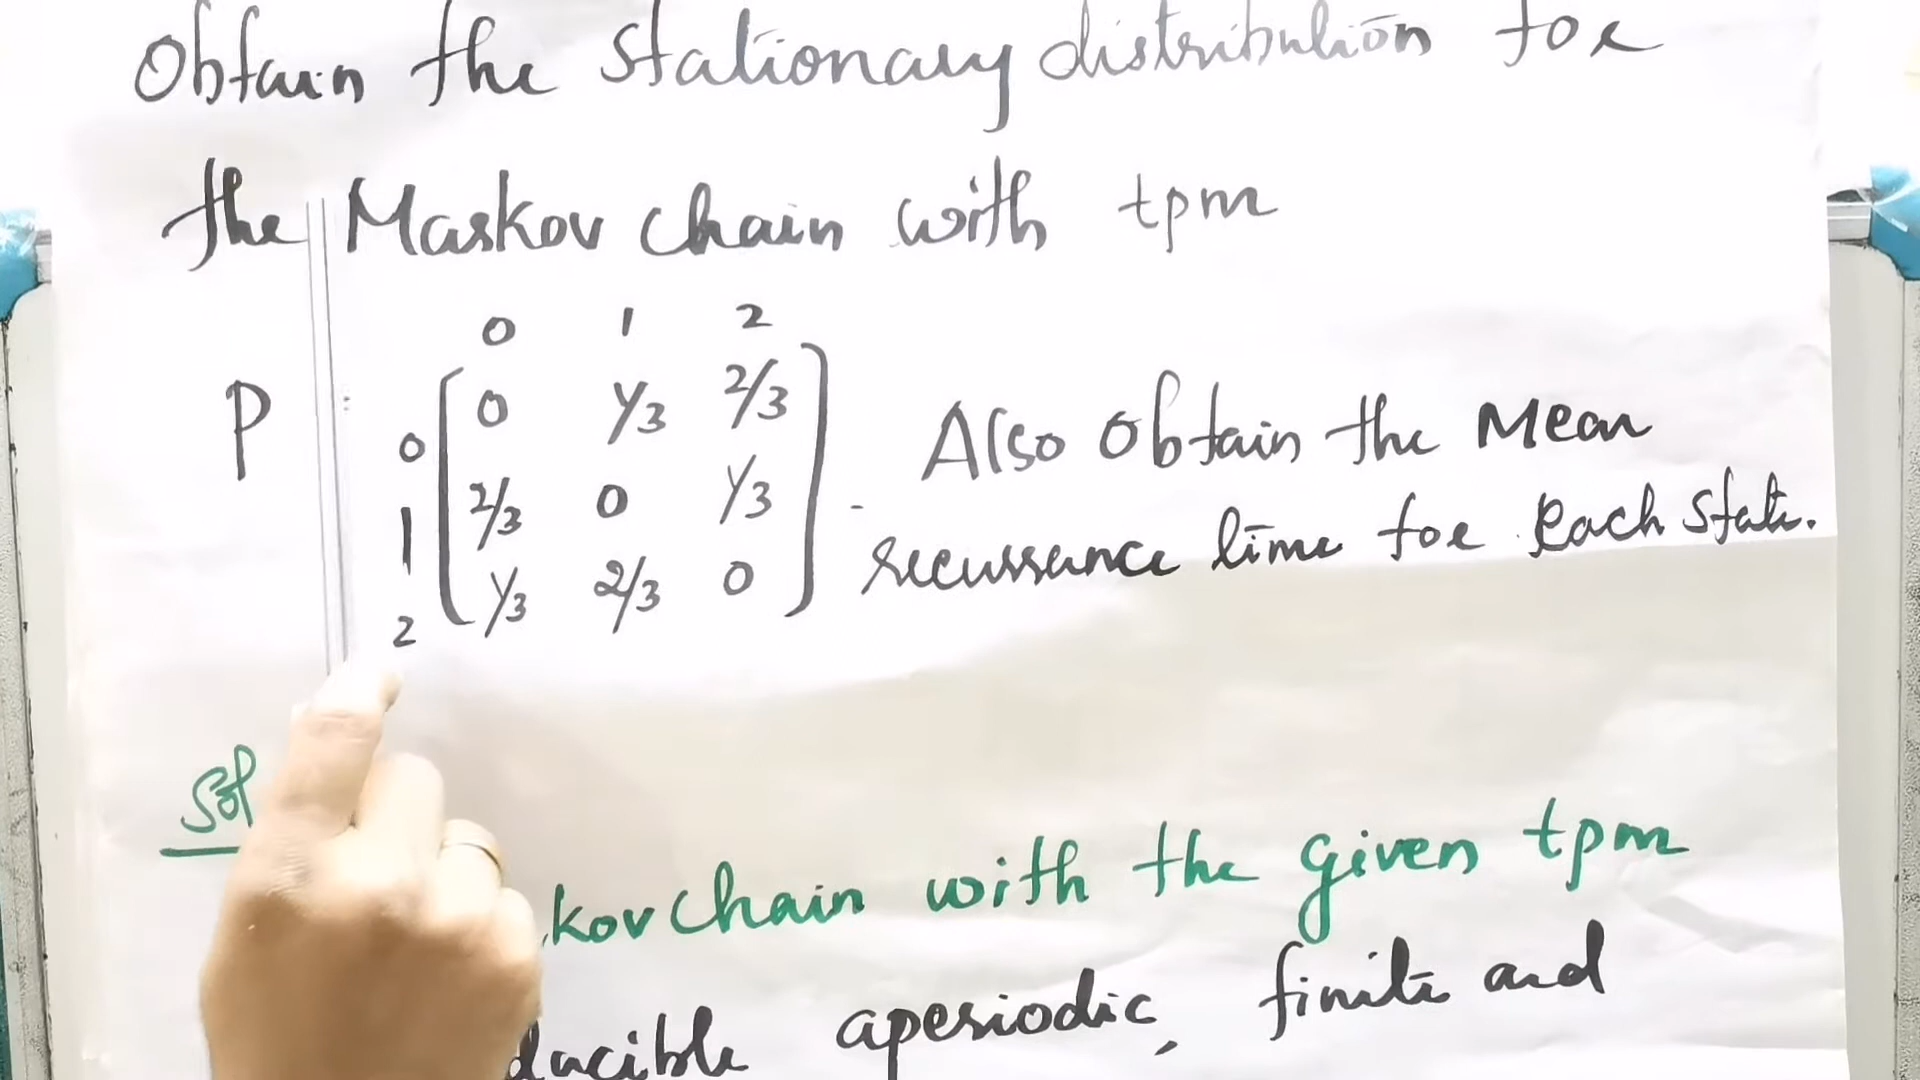 Obtain the stationary distribution for
the Markov chain with tpm
0 1 2
P : 0 [ 0 1/3 2/3 ]
1 [ 2/3 0 1/3 ] . Also obtain the Mean
2 [ 1/3 2/3 0 ] recurrance time for each state.
Sol
kov chain with the given tpm
ducible aperiodic, finite and